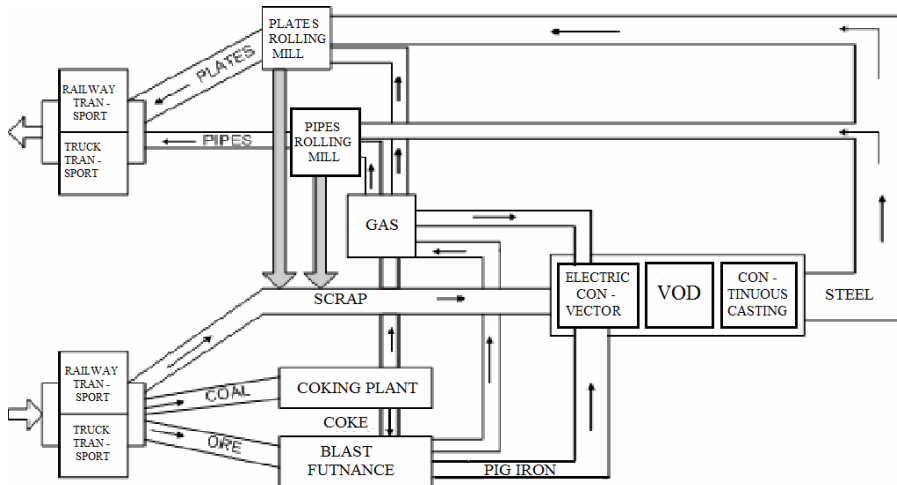 PLATES
ROLLING
MILL
PLATES
RAILWAY
TRAN -
SPORT
TRUCK
TRAN -
SPORT
PIPES
PIPES
ROLLING
MILL
GAS
ELECTRIC
CON -
VECTOR
VOD
CON -
TINUOUS
CASTING
STEEL
SCRAP
RAILWAY
TRAN -
SPORT
TRUCK
TRAN -
SPORT
COAL
COKING PLANT
COKE
ORE
BLAST
FUTNANCE
PIG IRON